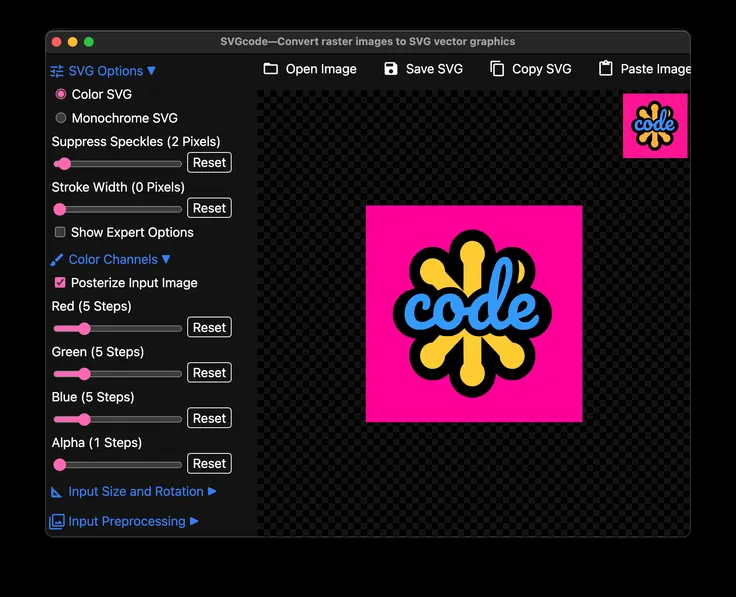 SVGcode—Convert raster images to SVG vector graphics
SVG Options ▼
Open Image
Save SVG
Copy SVG
Paste Image
Color SVG
Monochrome SVG
Suppress Speckles (2 Pixels)
Reset
Stroke Width (0 Pixels)
Reset
Show Expert Options
Color Channels ▼
Posterize Input Image
Red (5 Steps)
Reset
Green (5 Steps)
Reset
Blue (5 Steps)
Reset
Alpha (1 Steps)
Reset
Input Size and Rotation ▶
Input Preprocessing ▶
code
code